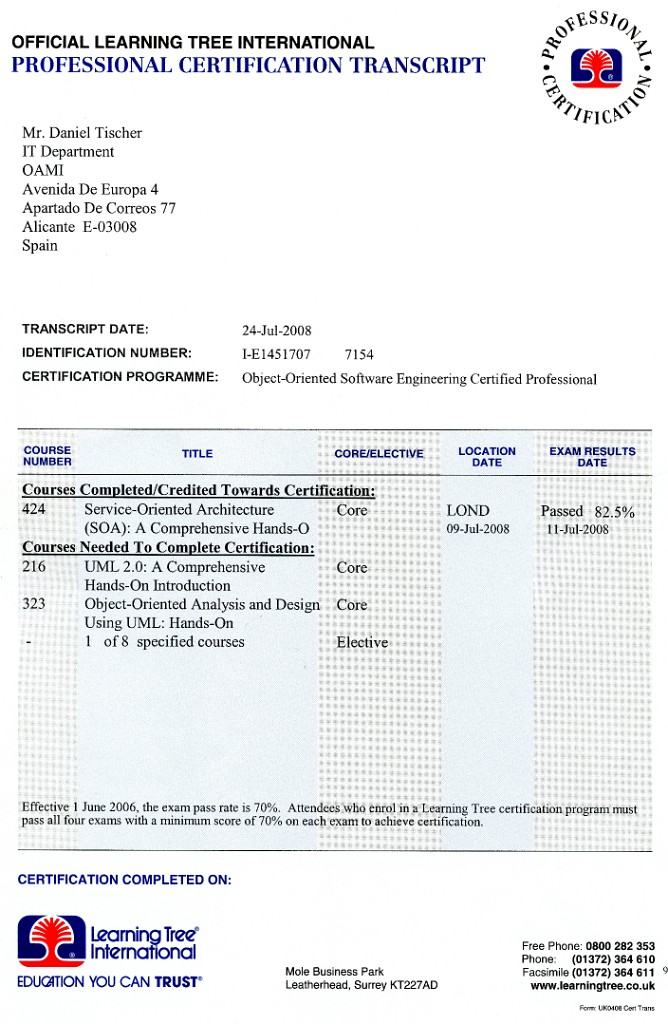 OFFICIAL LEARNING TREE INTERNATIONAL
PROFESSIONAL CERTIFICATION TRANSCRIPT
• PROFESSIONAL • CERTIFICATION
Mr. Daniel Tischer
IT Department
OAMI
Avenida De Europa 4
Apartado De Correos 77
Alicante E-03008
Spain
TRANSCRIPT DATE: 24-Jul-2008
IDENTIFICATION NUMBER: I-E1451707 7154
CERTIFICATION PROGRAMME: Object-Oriented Software Engineering Certified Professional
COURSE NUMBER TITLE CORE/ELECTIVE LOCATION DATE EXAM RESULTS DATE
Courses Completed/Credited Towards Certification:
424 Service-Oriented Architecture Core LOND Passed 82.5%
(SOA): A Comprehensive Hands-O 09-Jul-2008 11-Jul-2008
Courses Needed To Complete Certification:
216 UML 2.0: A Comprehensive Core
Hands-On Introduction
323 Object-Oriented Analysis and Design Core
Using UML: Hands-On
- 1 of 8 specified courses Elective
Effective 1 June 2006, the exam pass rate is 70%. Attendees who enrol in a Learning Tree certification program must
pass all four exams with a minimum score of 70% on each exam to achieve certification.
CERTIFICATION COMPLETED ON:
Learning Tree®
International
EDUCATION YOU CAN TRUST®
Mole Business Park
Leatherhead, Surrey KT227AD
Free Phone: 0800 282 353
Phone: (01372) 364 610
Facsimile (01372) 364 611 9
www.learningtree.co.uk
Form: UK0408 Cert Trans